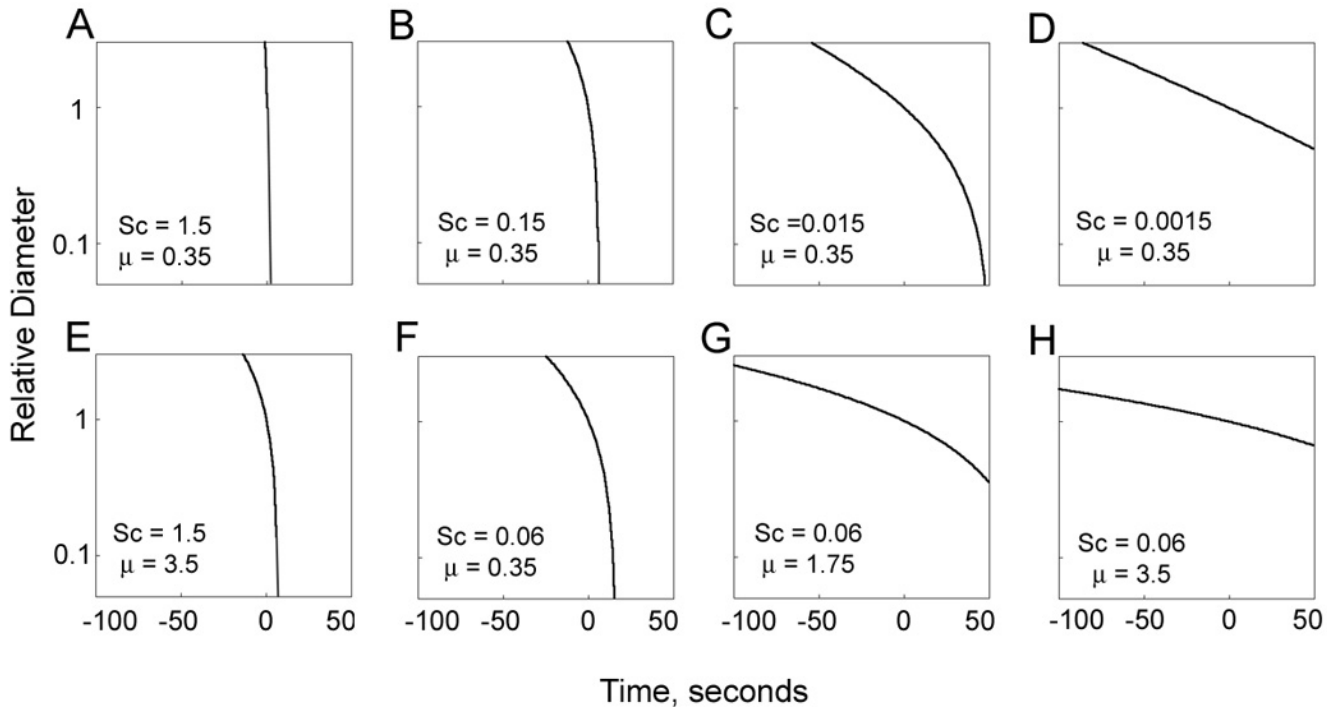 A
B
C
D
Relative Diameter
1
0.1
Sc = 1.5
μ = 0.35
Sc = 0.15
μ = 0.35
Sc =0.015
μ = 0.35
Sc = 0.0015
μ = 0.35
E
F
G
H
1
0.1
Sc = 1.5
μ = 3.5
Sc = 0.06
μ = 0.35
Sc = 0.06
μ = 1.75
Sc = 0.06
μ = 3.5
-100 -50 0 50
-100 -50 0 50
-100 -50 0 50
-100 -50 0 50
Time, seconds